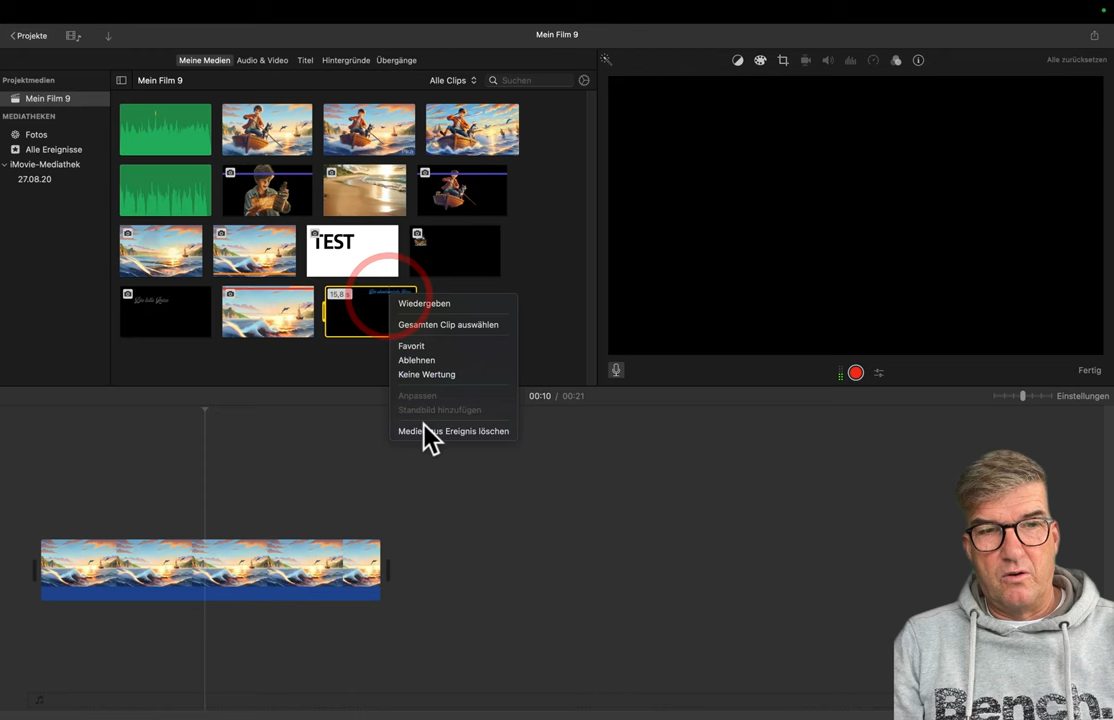 Projekte
Mein Film 9
Meine Medien Audio & Video Titel Hintergründe Übergänge
Alle zurücksetzen
Projektmedien
Mein Film 9
Alle Clips
Suchen
Mein Film 9
MEDIATHEKEN
Fotos
Alle Ereignisse
iMovie-Mediathek
27.08.20
Pika
TEST
15,8 s
Wiedergeben
Gesamten Clip auswählen
Favorit
Ablehnen
Keine Wertung
Anpassen
Standbild hinzufügen
Ereignis löschen
Fertig
00:10 / 00:21
Einstellungen
Bench.